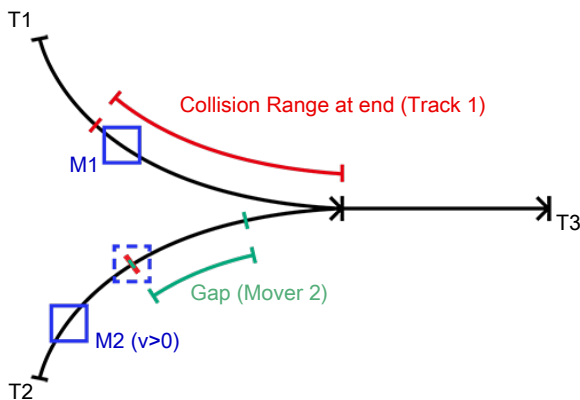 T1
Collision Range at end (Track 1)
M1
T3
Gap (Mover 2)
M2 (v>0)
T2